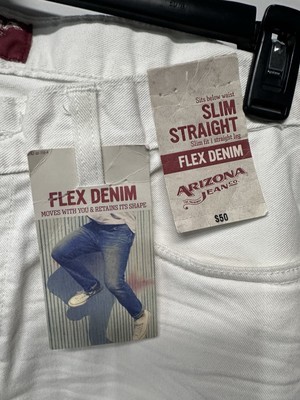 Sits below waist
SLIM
STRAIGHT
Slim fit | straight leg
FLEX DENIM
ARIZONA
JEAN CO
$50
FLEX DENIM
MOVES WITH YOU & RETAINS ITS SHAPE